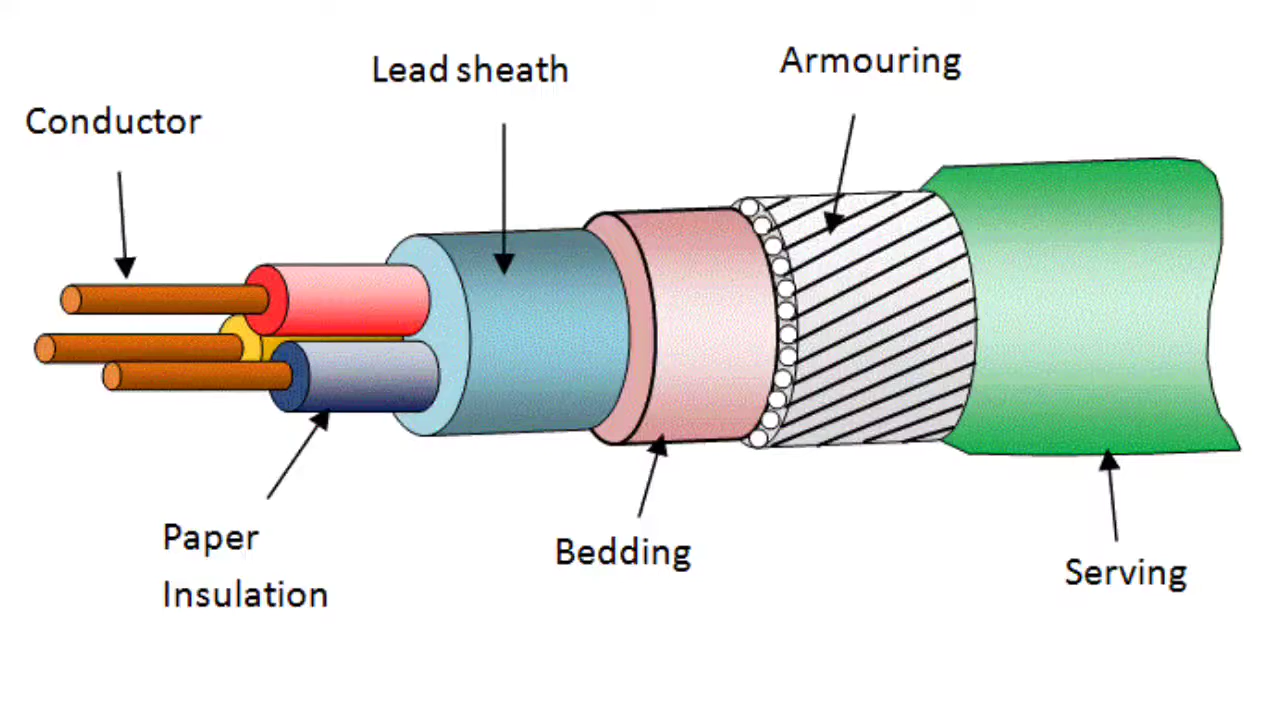 Lead sheath
Armouring
Conductor
Paper
Insulation
Bedding
Serving